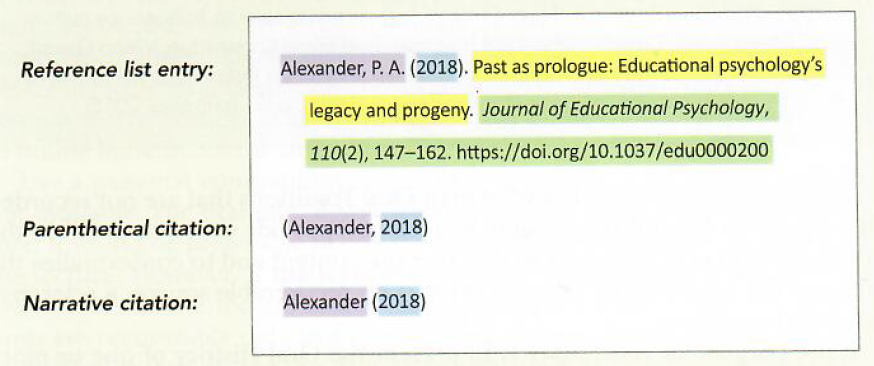 Reference list entry: Alexander, P. A. (2018). Past as prologue: Educational psychology’s
legacy and progeny. Journal of Educational Psychology,
110(2), 147–162. https://doi.org/10.1037/edu0000200
Parenthetical citation: (Alexander, 2018)
Narrative citation: Alexander (2018)